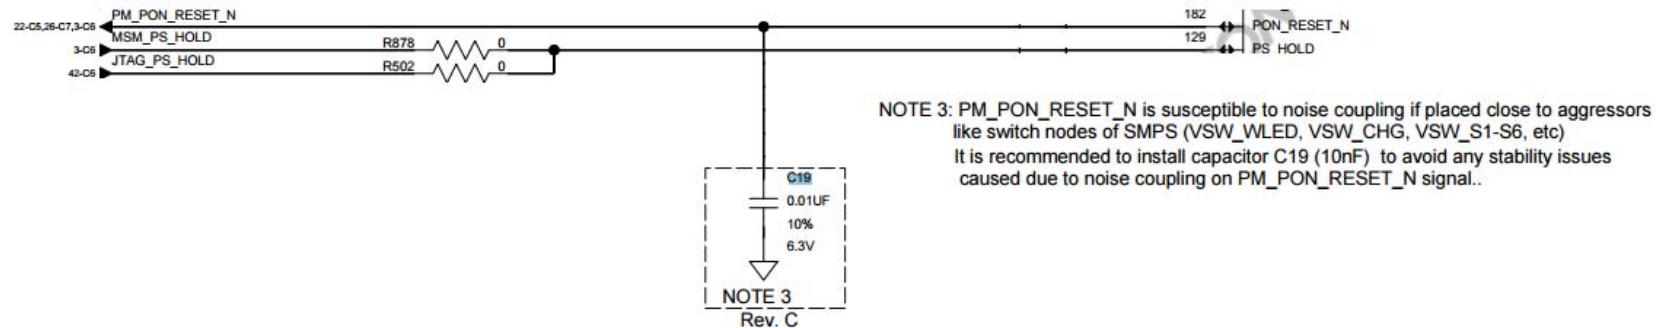 PM_PON_RESET_N
182
PON_RESET_N
22-C5,26-C7,3-C6
MSM_PS_HOLD
R878
0
129
PS_HOLD
3-C6
JTAG_PS_HOLD
R502
0
42-C6
NOTE 3: PM_PON_RESET_N is susceptible to noise coupling if placed close to aggressors
like switch nodes of SMPS (VSW_WLED, VSW_CHG, VSW_S1-S6, etc)
It is recommended to install capacitor C19 (10nF) to avoid any stability issues
caused due to noise coupling on PM_PON_RESET_N signal..
C19
0.01UF
10%
6.3V
NOTE 3
Rev. C